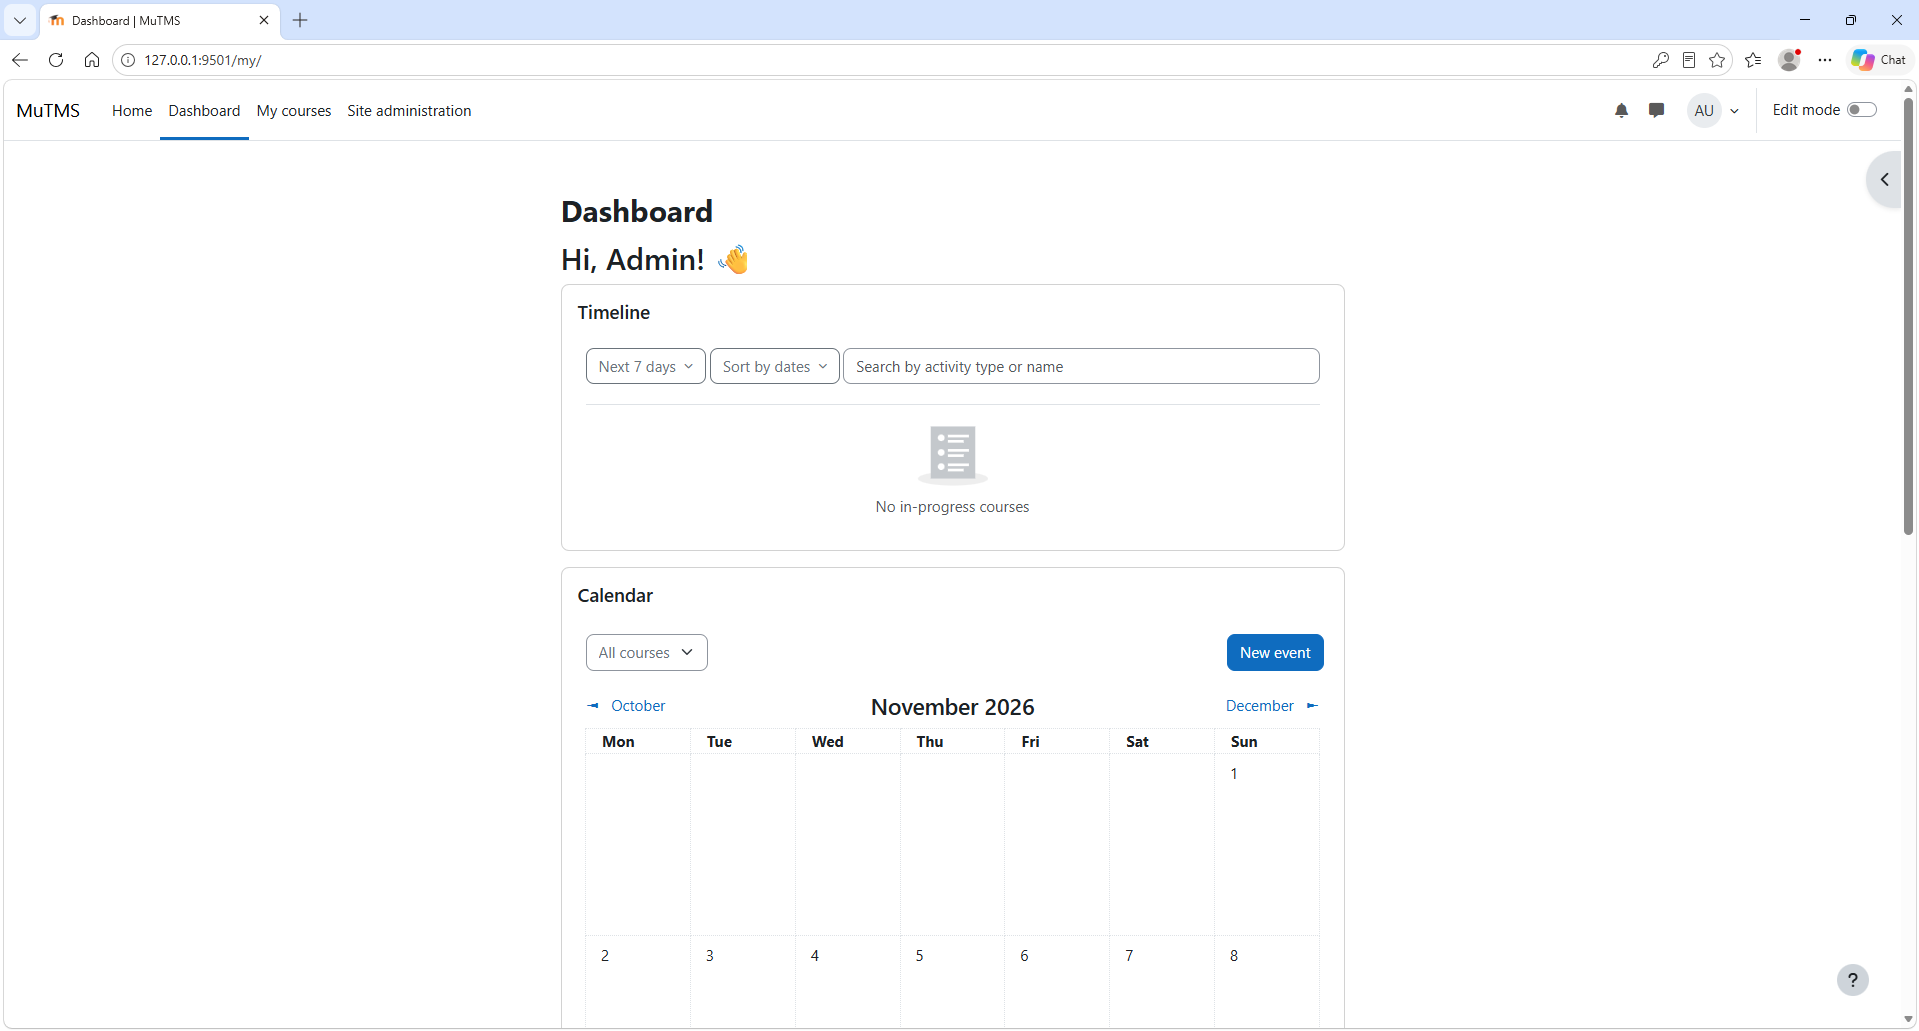 Dashboard | MuTMS
127.0.0.1:9501/my/
Chat
MuTMS Home Dashboard My courses Site administration AU Edit mode
Dashboard
Hi, Admin! 👋
Timeline
Next 7 days Sort by dates Search by activity type or name
No in-progress courses
Calendar
All courses New event
October November 2026 December
Mon Tue Wed Thu Fri Sat Sun
1
2 3 4 5 6 7 8
?